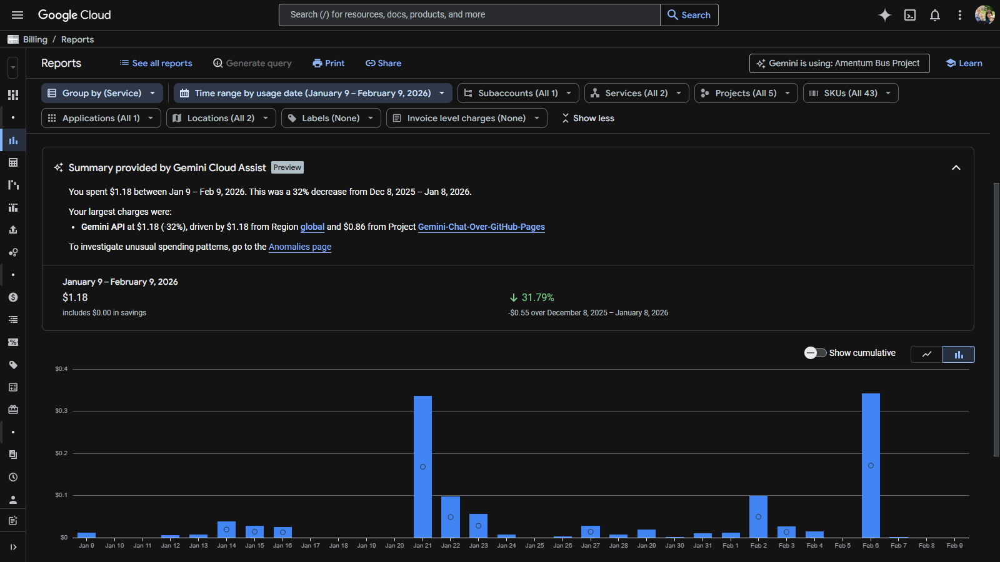 Google Cloud
Search (/) for resources, docs, products, and more
Search
Billing / Reports
Reports
See all reports
Generate query
Print
Share
Gemini is using: Amentum Bus Project
Learn
Group by (Service)
Time range by usage date (January 9 – February 9, 2026)
Subaccounts (All 1)
Services (All 2)
Projects (All 5)
SKUs (All 43)
Applications (All 1)
Locations (All 2)
Labels (None)
Invoice level charges (None)
Show less
Summary provided by Gemini Cloud Assist Preview
You spent $1.18 between Jan 9 – Feb 9, 2026. This was a 32% decrease from Dec 8, 2025 – Jan 8, 2026.
Your largest charges were:
• Gemini API at $1.18 (-32%), driven by $1.18 from Region global and $0.86 from Project Gemini-Chat-Over-GitHub-Pages
To investigate unusual spending patterns, go to the Anomalies page
January 9 – February 9, 2026
$1.18
includes $0.00 in savings
31.79%
-$0.55 over December 8, 2025 – January 8, 2026
Show cumulative
$0.4
$0.3
$0.2
$0.1
$0
Jan 9 Jan 10 Jan 11 Jan 12 Jan 13 Jan 14 Jan 15 Jan 16 Jan 17 Jan 18 Jan 19 Jan 20 Jan 21 Jan 22 Jan 23 Jan 24 Jan 25 Jan 26 Jan 27 Jan 28 Jan 29 Jan 30 Jan 31 Feb 1 Feb 2 Feb 3 Feb 4 Feb 5 Feb 6 Feb 7 Feb 8 Feb 9